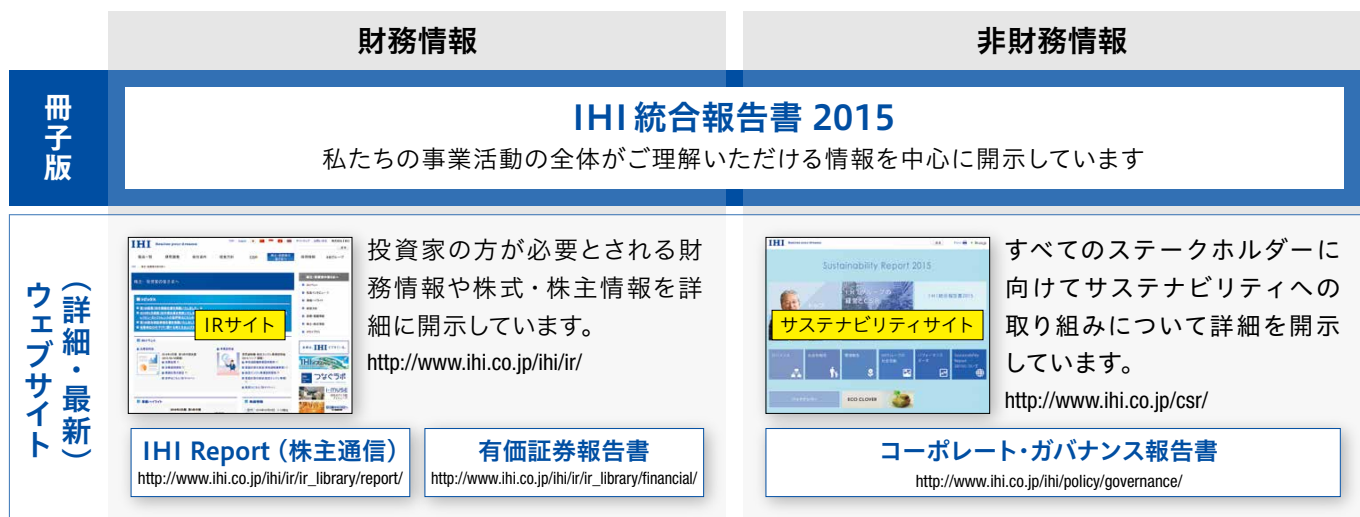 財務情報
非財務情報
冊子版
IHI 統合報告書 2015
私たちの事業活動の全体がご理解いただける情報を中心に開示しています
ウェブサイト
（詳細・最新）
IHI
IRサイト
つなぐラボ
投資家の方が必要とされる財
務情報や株式・株主情報を詳
細に開示しています。
http://www.ihi.co.jp/ihi/ir/
IHI Report（株主通信）
http://www.ihi.co.jp/ihi/ir/ir_library/report/
有価証券報告書
http://www.ihi.co.jp/ihi/ir/ir_library/financial/
IHI
Sustainability Report 2015
サステナビリティサイト
ECO CLOVER
すべてのステークホルダーに
向けてサステナビリティへの
取り組みについて詳細を開示
しています。
http://www.ihi.co.jp/csr/
コーポレート・ガバナンス報告書
http://www.ihi.co.jp/ihi/policy/governance/